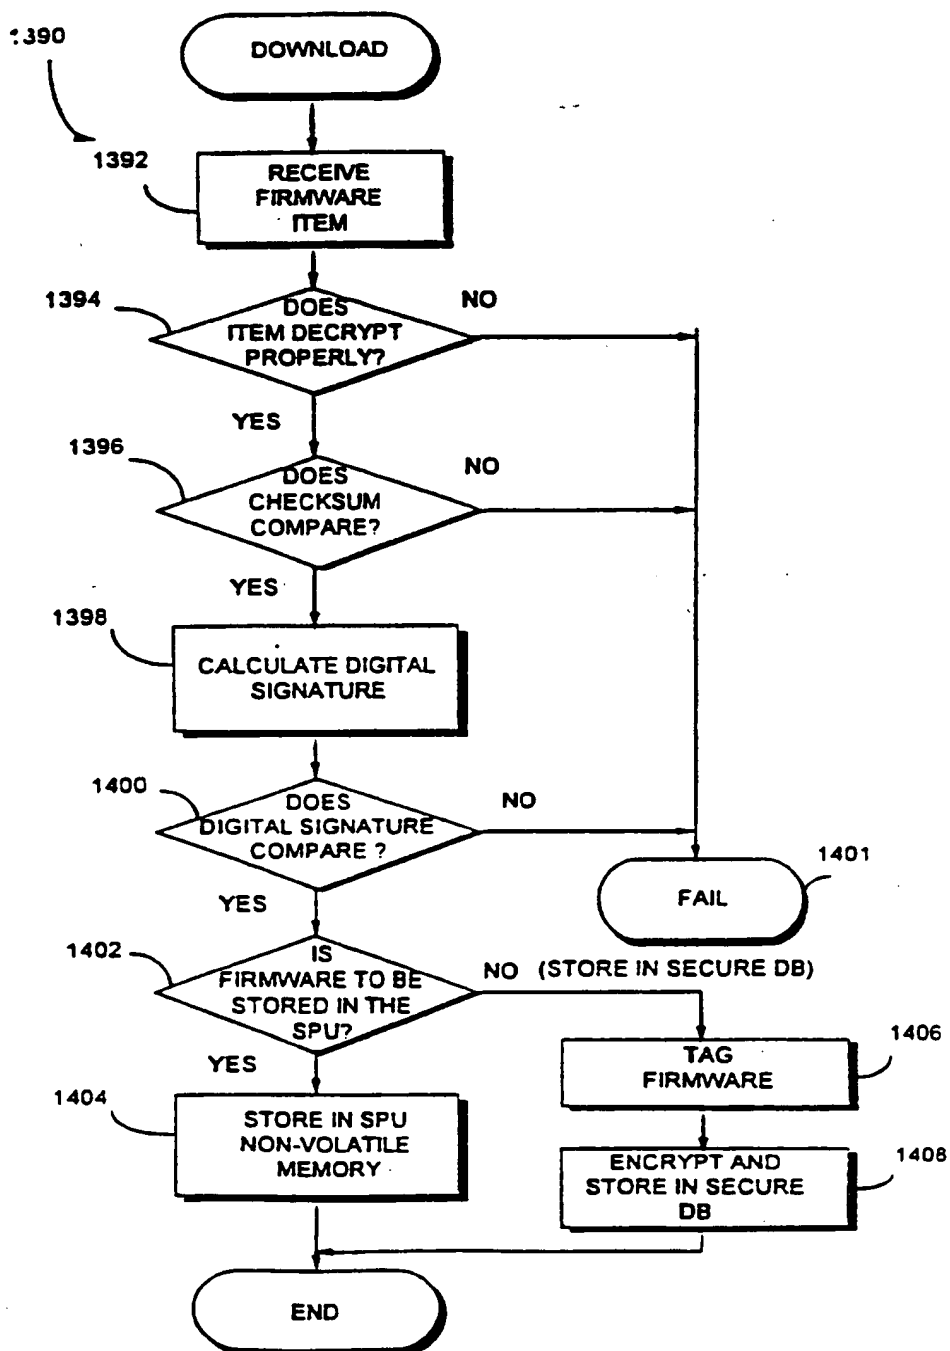 1390
DOWNLOAD
1392
RECEIVE
FIRMWARE
ITEM
1394
DOES
ITEM DECRYPT
PROPERLY?
NO
YES
1396
DOES
CHECKSUM
COMPARE?
NO
YES
1398
CALCULATE DIGITAL
SIGNATURE
1400
DOES
DIGITAL SIGNATURE
COMPARE ?
NO
YES
1401
FAIL
1402
IS
FIRMWARE TO BE
STORED IN THE
SPU?
NO (STORE IN SECURE DB)
YES
1404
STORE IN SPU
NON-VOLATILE
MEMORY
1406
TAG
FIRMWARE
1408
ENCRYPT AND
STORE IN SECURE
DB
END